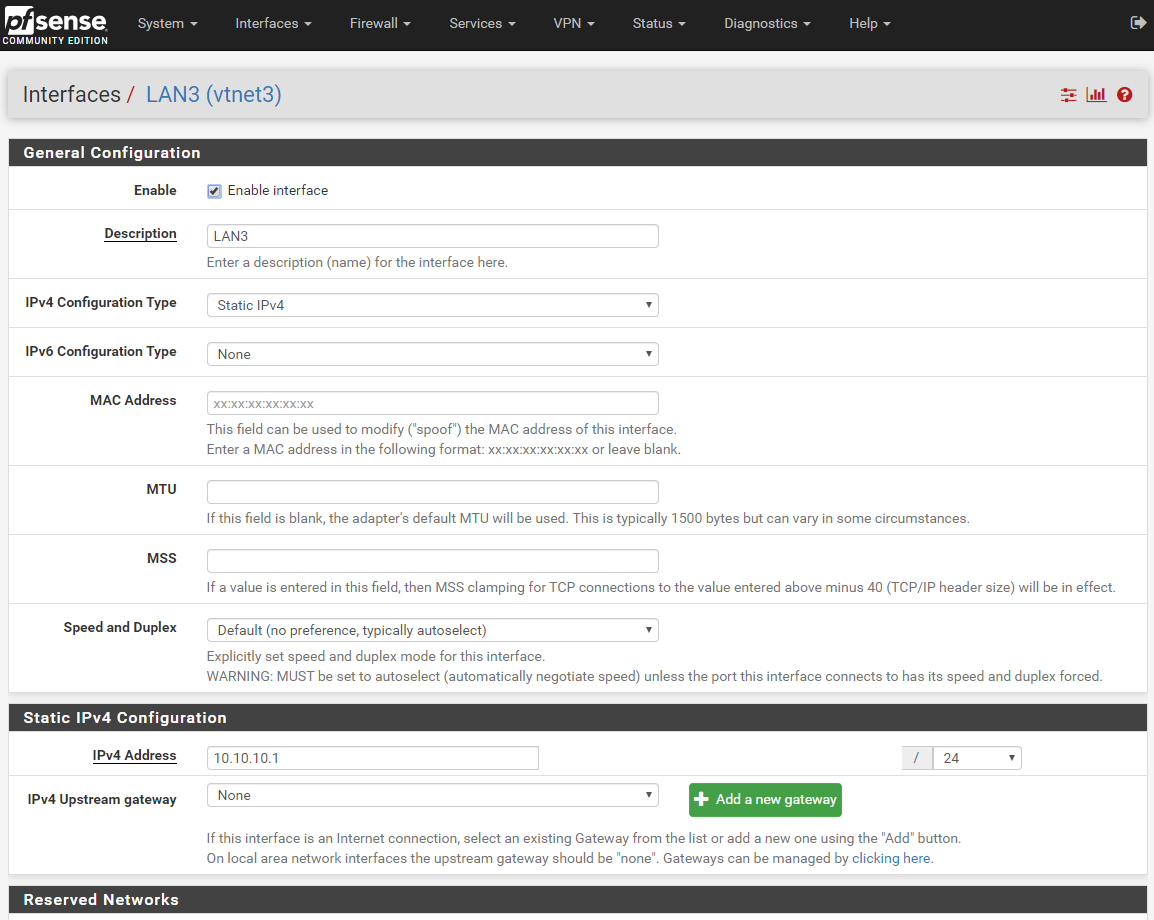 pfsense
COMMUNITY EDITION
System
Interfaces
Firewall
Services
VPN
Status
Diagnostics
Help
Interfaces / LAN3 (vtnet3)
General Configuration
Enable
Enable interface
Description
LAN3
Enter a description (name) for the interface here.
IPv4 Configuration Type
Static IPv4
IPv6 Configuration Type
None
MAC Address
xx:xx:xx:xx:xx:xx
This field can be used to modify ("spoof") the MAC address of this interface.
Enter a MAC address in the following format: xx:xx:xx:xx:xx:xx or leave blank.
MTU
If this field is blank, the adapter's default MTU will be used. This is typically 1500 bytes but can vary in some circumstances.
MSS
If a value is entered in this field, then MSS clamping for TCP connections to the value entered above minus 40 (TCP/IP header size) will be in effect.
Speed and Duplex
Default (no preference, typically autoselect)
Explicitly set speed and duplex mode for this interface.
WARNING: MUST be set to autoselect (automatically negotiate speed) unless the port this interface connects to has its speed and duplex forced.
Static IPv4 Configuration
IPv4 Address
10.10.10.1
/
24
IPv4 Upstream gateway
None
Add a new gateway
If this interface is an Internet connection, select an existing Gateway from the list or add a new one using the "Add" button.
On local area network interfaces the upstream gateway should be "none". Gateways can be managed by clicking here.
Reserved Networks